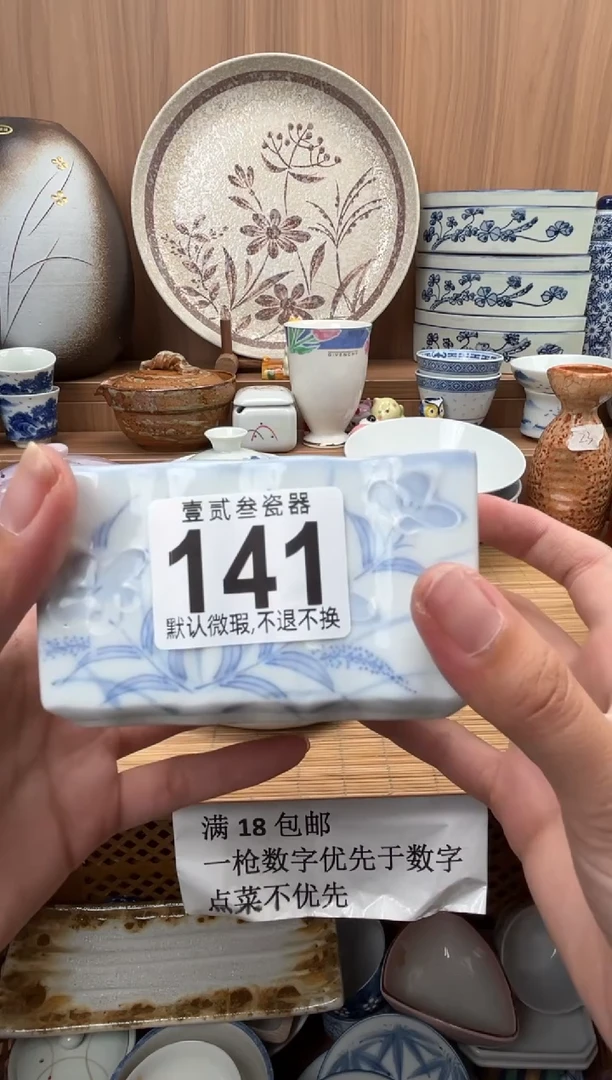 GIVENCHY
壹贰叁瓷器
141
默认微瑕,不退不换
满 18 包邮
一枪数字优先于数字
点菜不优先